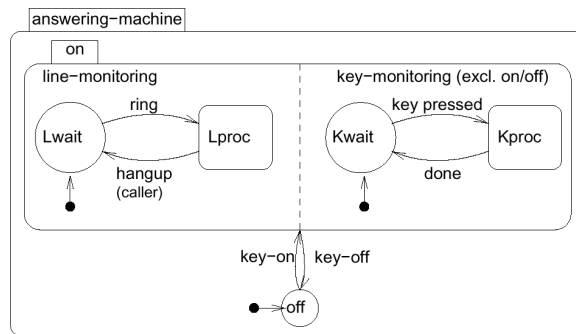 answering-machine
on
line-monitoring
key-monitoring (excl. on/off)
ring
key pressed
Lwait
Lproc
Kwait
Kproc
hangup
(caller)
done
key-on
key-off
off